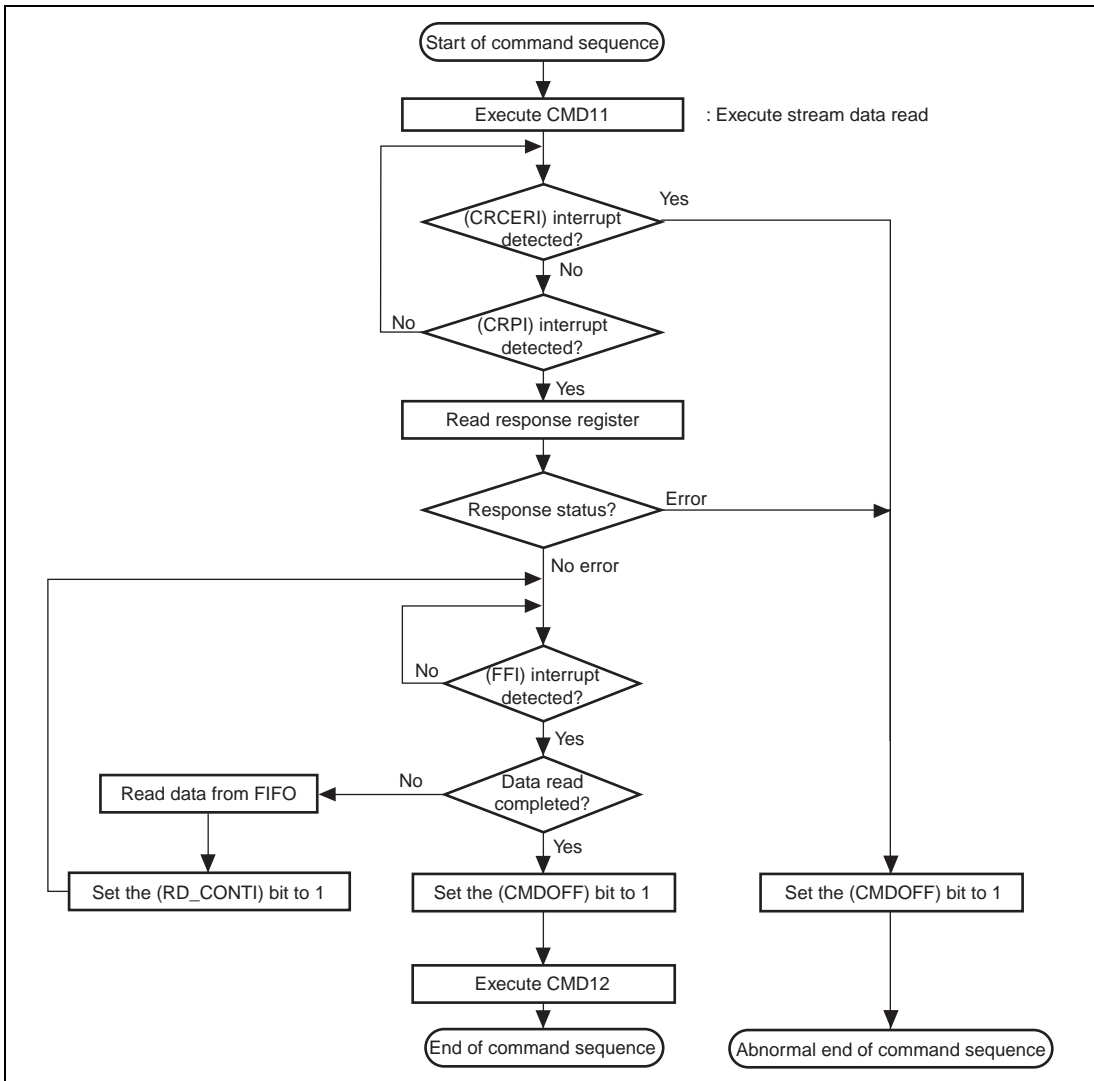 Start of command sequence
Execute CMD11
: Execute stream data read
Yes
(CRCERI) interrupt
detected?
No
No
(CRPI) interrupt
detected?
Yes
Read response register
Response status?
Error
No error
No
(FFI) interrupt
detected?
Yes
Read data from FIFO
No
Data read
completed?
Yes
Set the (RD_CONTI) bit to 1
Set the (CMDOFF) bit to 1
Set the (CMDOFF) bit to 1
Execute CMD12
End of command sequence
Abnormal end of command sequence